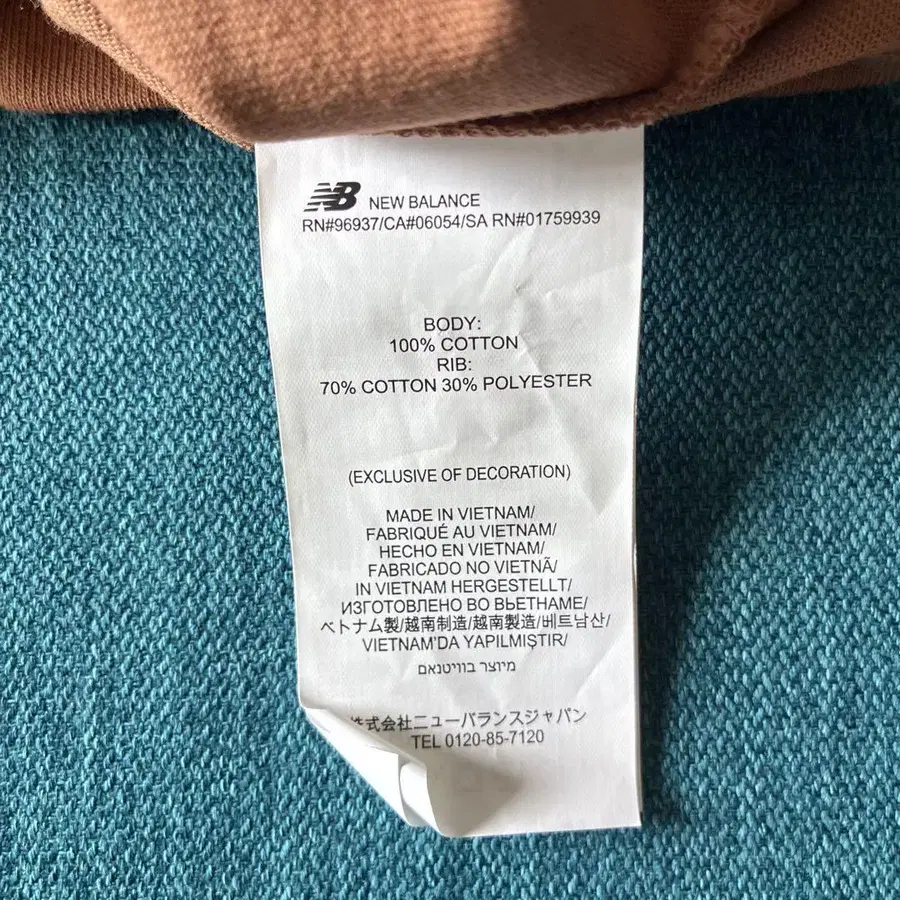 NB NEW BALANCE
RN#96937/CA#06054/SA RN#01759939
BODY:
100% COTTON
RIB:
70% COTTON 30% POLYESTER
(EXCLUSIVE OF DECORATION)
MADE IN VIETNAM/
FABRIQUÉ AU VIETNAM/
HECHO EN VIETNAM/
FABRICADO NO VIETNÃ/
IN VIETNAM HERGESTELLT/
ИЗГОТОВЛЕНО ВО ВЬЕТНАМЕ/
ベトナム製/越南制造/越南製造/베트남산/
VIETNAM'DA YAPILMIŞTIR/
מיוצר בווייטנאם
株式会社ニューバランスジャパン
TEL 0120-85-7120